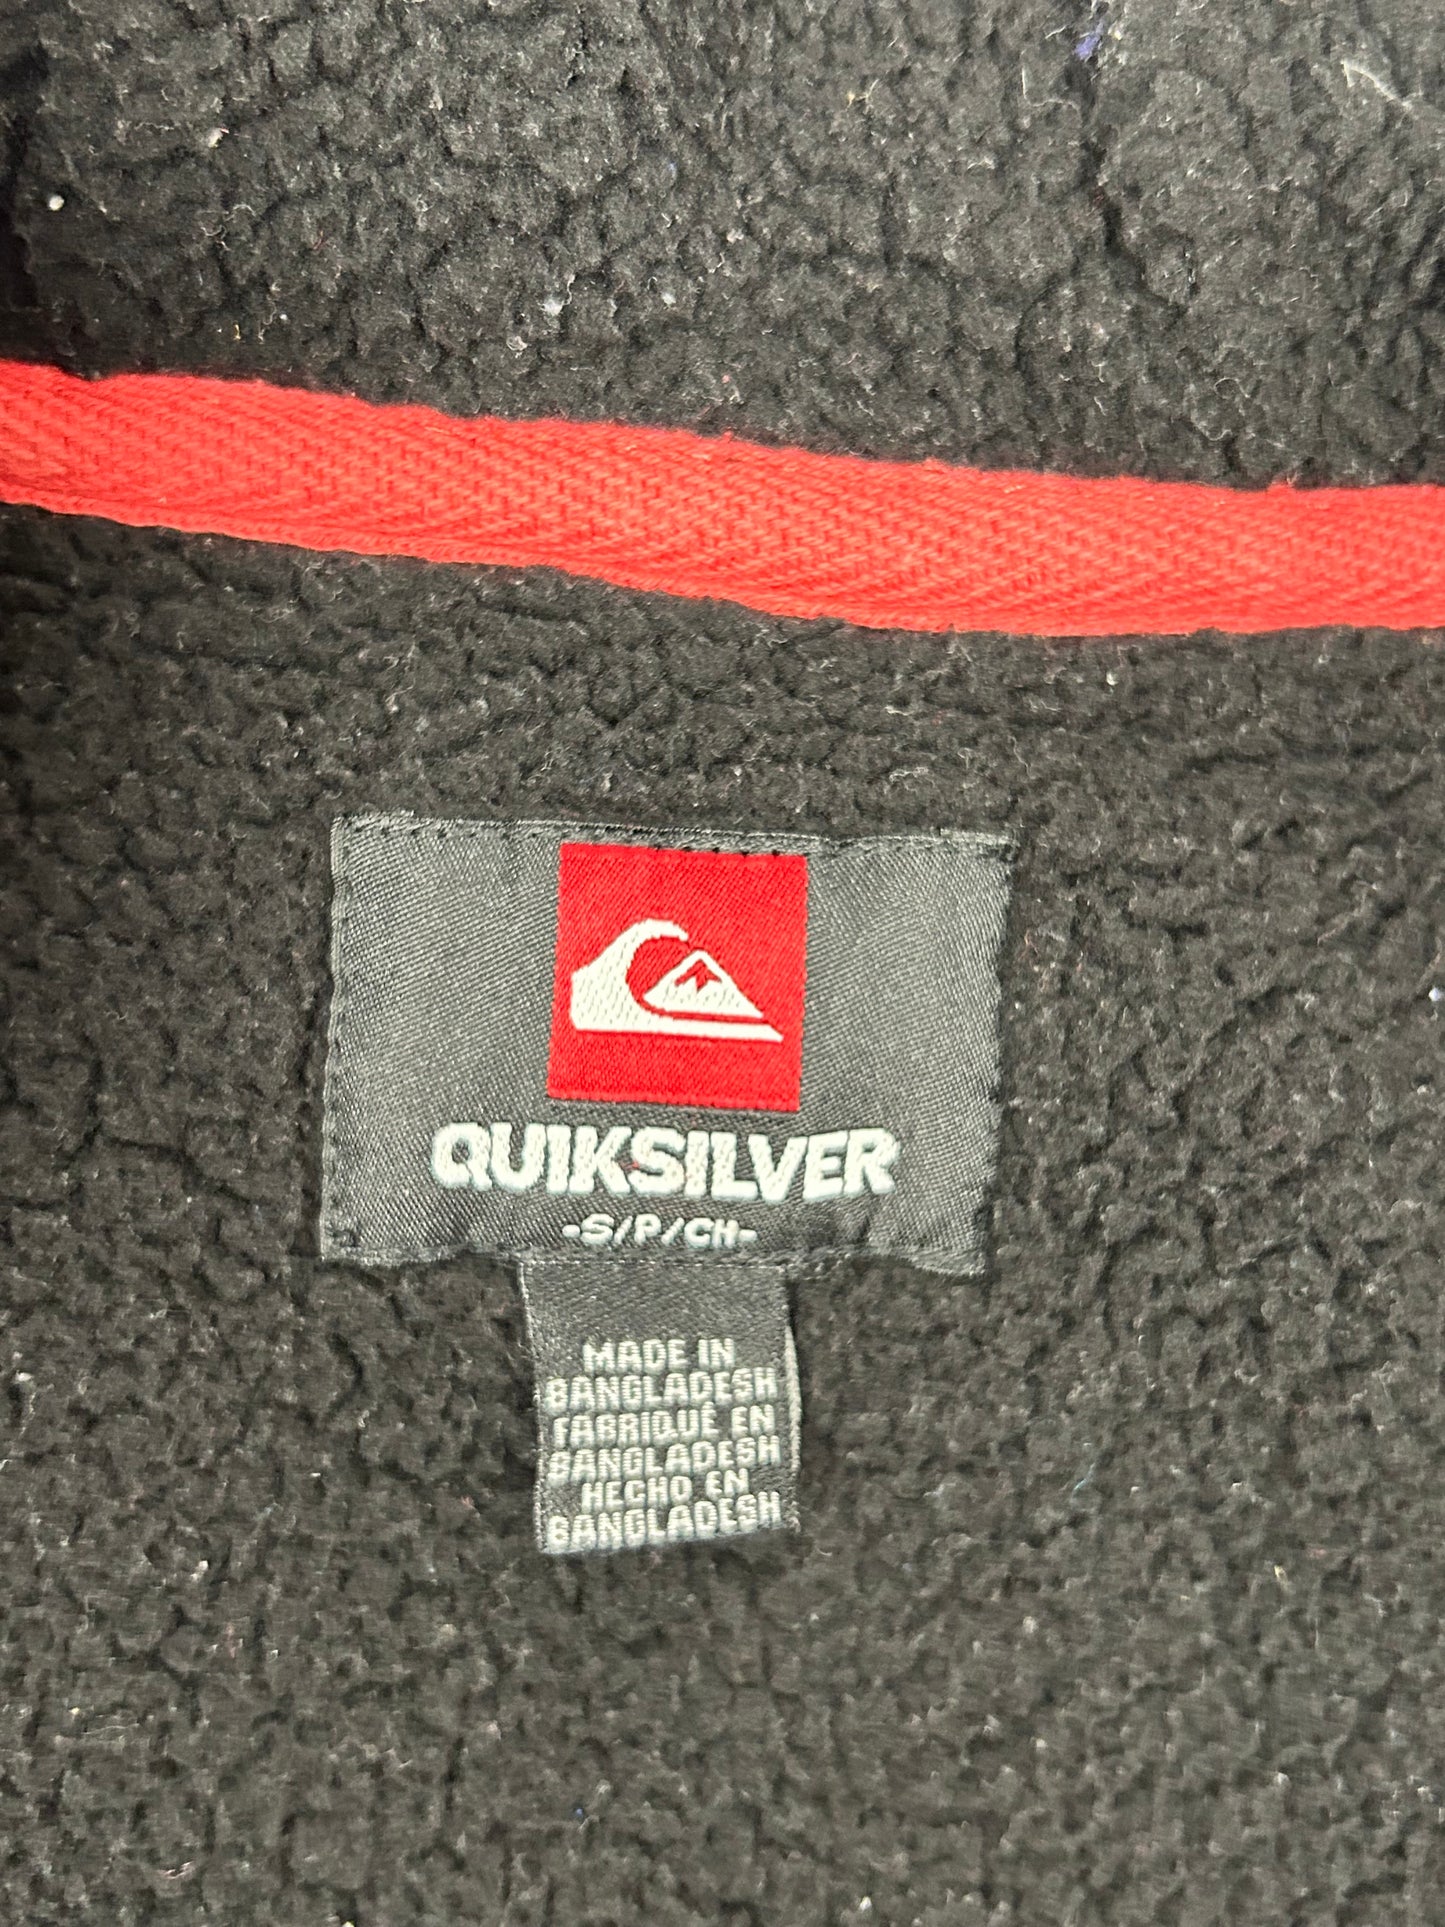 QUIKSILVER
-S/P/CH-
MADE IN
BANGLADESH
FABRIQUÉ EN
BANGLADESH
HECHO EN
BANGLADESH